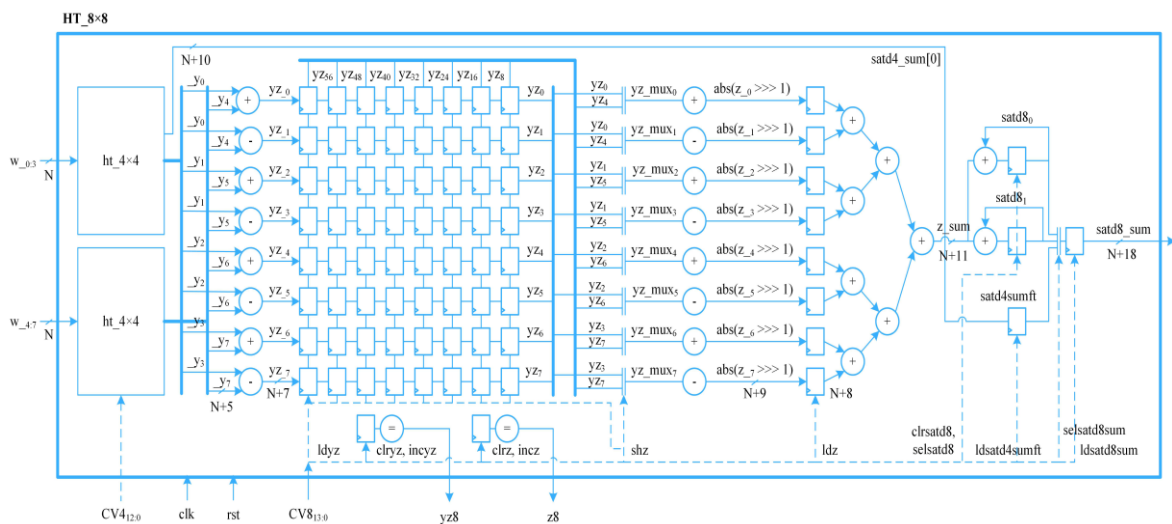 HT_8×8
N+10
satd4_sum[0]
yz₅₆ yz₄₈ yz₄₀ yz₃₂ yz₂₄ yz₁₆ yz₈
_y₀
_y₄
+
yz_₀
yz₀
yz₀
yz₄
yz_mux₀
+
abs(z_₀ >>> 1)
+
_y₀
_y₄
-
yz_₁
yz₁
yz₀
yz₄
yz_mux₁
-
abs(z_₁ >>> 1)
satd8₀
w_₀:₃
N
ht_4×4
_y₁
_y₅
+
yz_₂
yz₂
yz₁
yz₅
yz_mux₂
+
abs(z_₂ >>> 1)
+
+
+
_y₁
_y₅
-
yz_₃
yz₃
yz₁
yz₅
yz_mux₃
-
abs(z_₃ >>> 1)
satd8₁
+
z_sum
N+11
+
satd8_sum
N+18
_y₂
_y₆
+
yz_₄
yz₄
yz₂
yz₆
yz_mux₄
+
abs(z_₄ >>> 1)
+
_y₂
_y₆
-
yz_₅
yz₅
yz₂
yz₆
yz_mux₅
-
abs(z_₅ >>> 1)
satd4sumft
w_₄:₇
N
ht_4×4
_y₃
_y₇
+
yz_₆
yz₆
yz₃
yz₇
yz_mux₆
+
abs(z_₆ >>> 1)
+
+
_y₃
_y₇
-
yz_₇
yz₇
yz₃
yz₇
yz_mux₇
-
abs(z_₇ >>> 1)
N+5
N+7
N+9
N+8
=
=
ldyz
clryz, incyz
clrz, incz
shz
ldz
clrsatd8,
selsatd8
ldsatd4sumft
selsatd8sum
ldsatd8sum
CV4₁₂:₀
clk
rst
CV8₁₃:₀
yz8
z8